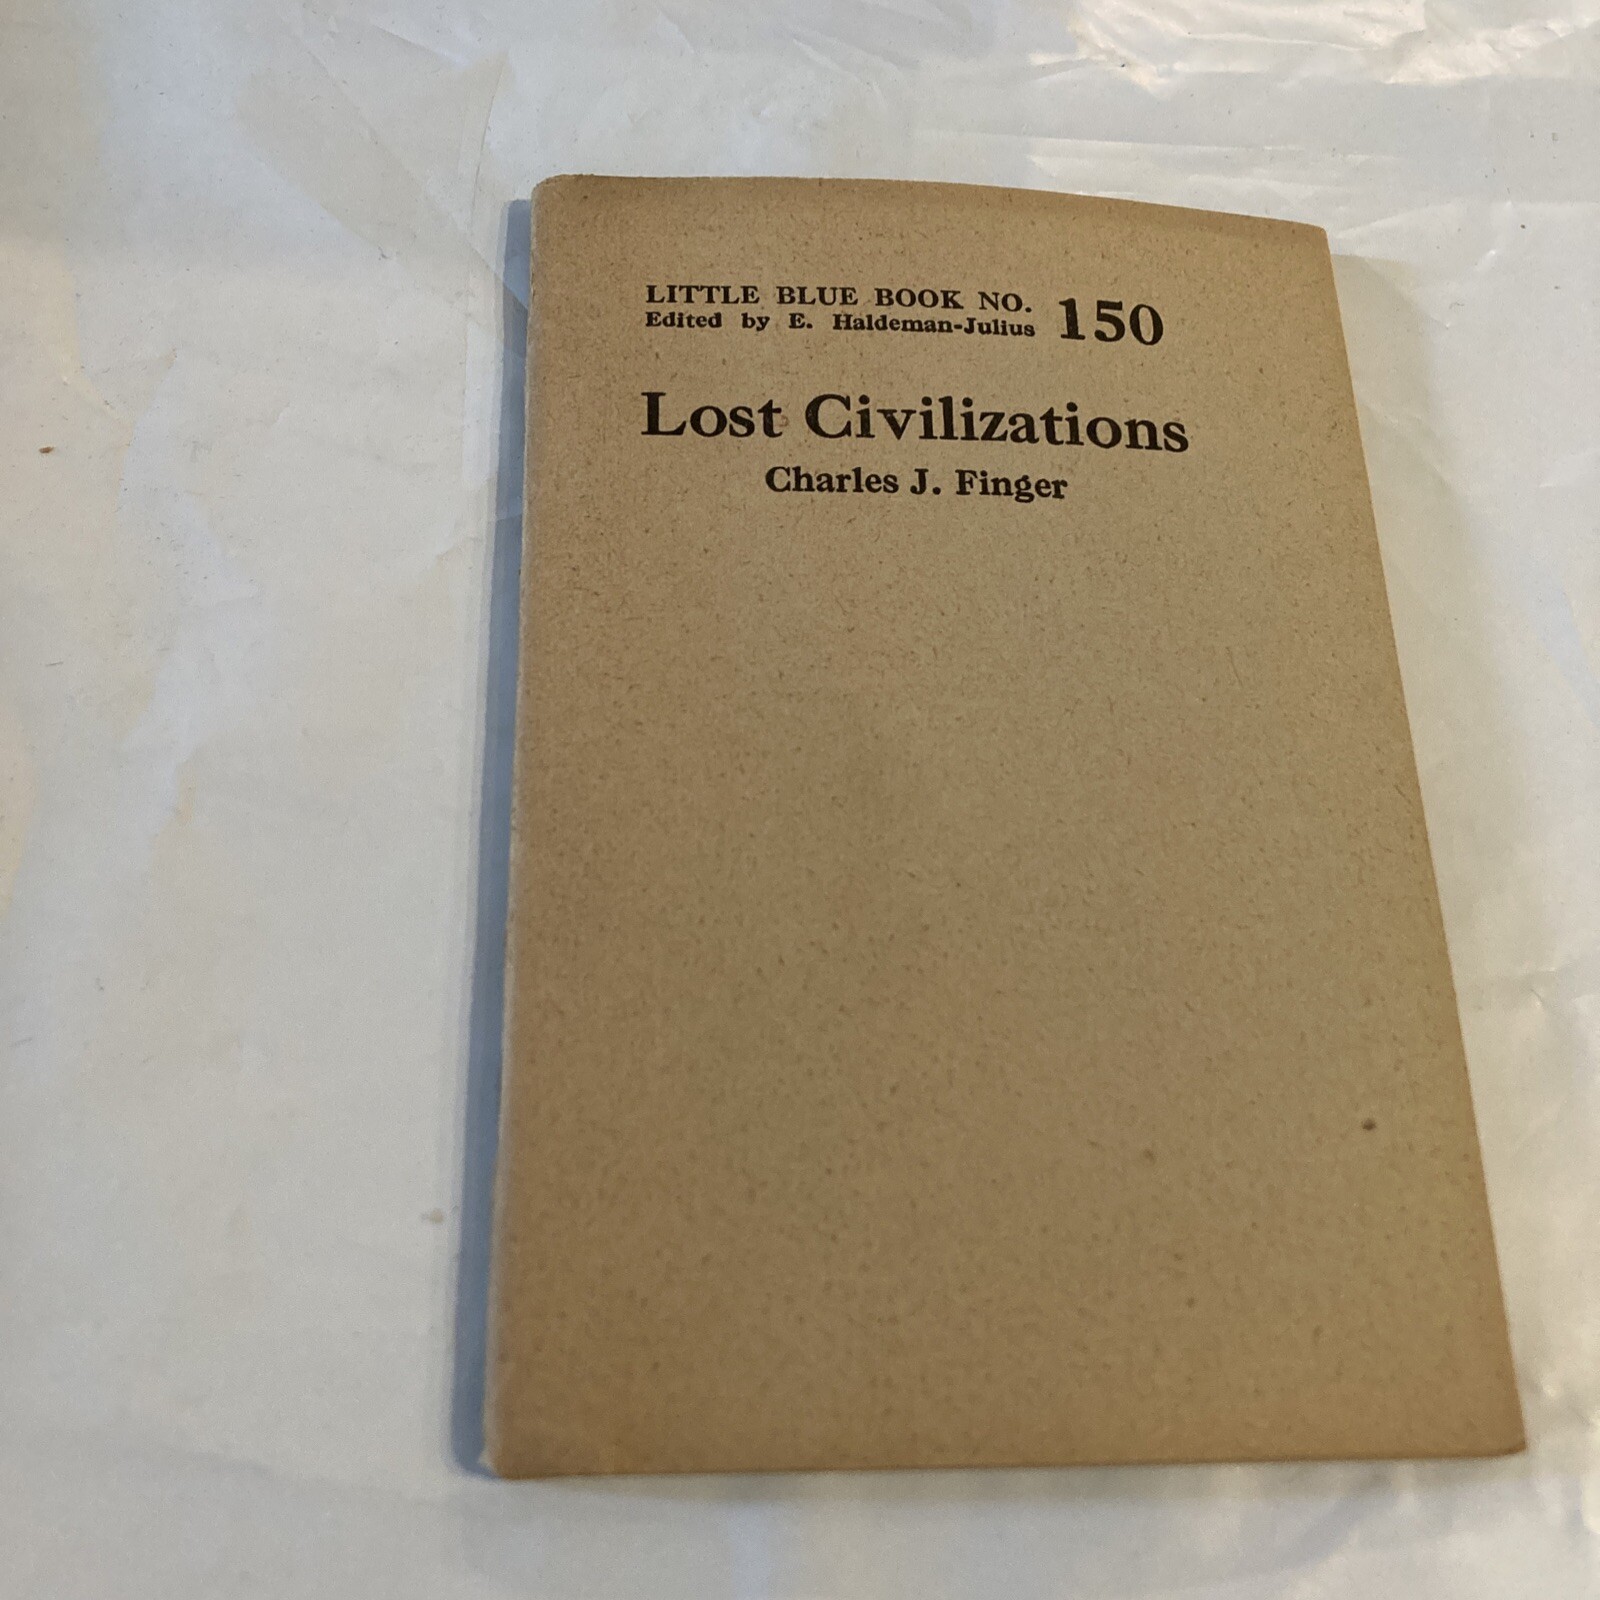 LITTLE BLUE BOOK NO. 150
Edited by E. Haldeman-Julius
Lost Civilizations
Charles J. Finger